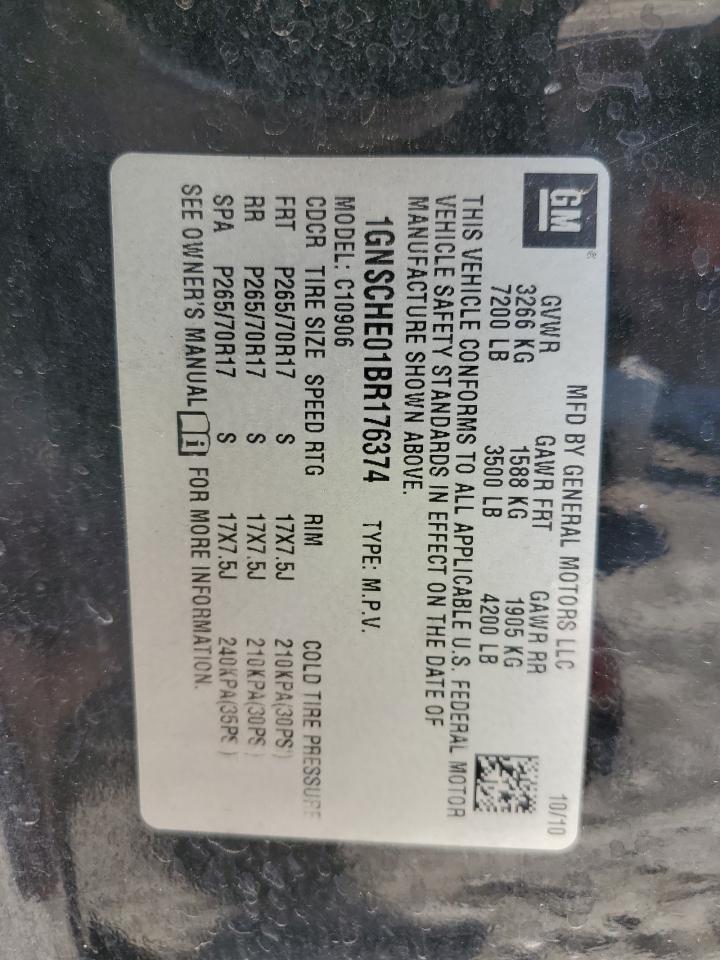 GM®
MFD BY GENERAL MOTORS LLC 10/10
GVWR GAWR FRT GAWR RR
3266 KG 1588 KG 1905 KG
7200 LB 3500 LB 4200 LB
THIS VEHICLE CONFORMS TO ALL APPLICABLE U.S. FEDERAL MOTOR
VEHICLE SAFETY STANDARDS IN EFFECT ON THE DATE OF
MANUFACTURE SHOWN ABOVE.
1GNSCHE01BR176374 TYPE: M.P.V.
MODEL: C10906
CDCR TIRE SIZE SPEED RTG RIM COLD TIRE PRESSURE
FRT P265/70R17 S 17X7.5J 210KPA(30PSI)
RR P265/70R17 S 17X7.5J 210KPA(30PSI)
SPA P265/70R17 S 17X7.5J 240KPA(35PSI)
SEE OWNER'S MANUAL FOR MORE INFORMATION.